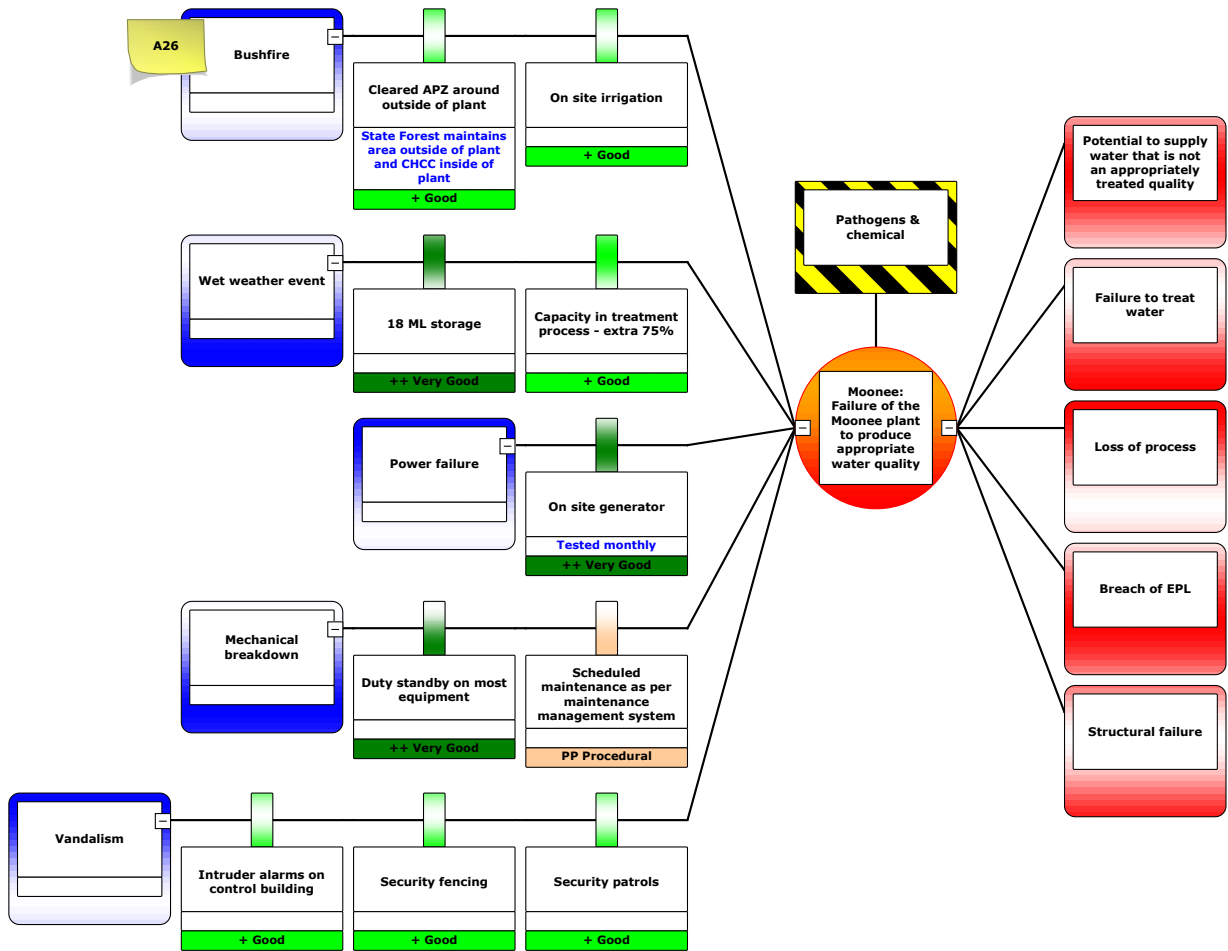 A26
Bushfire
Cleared APZ around
outside of plant
State Forest maintains
area outside of plant
and CHCC inside of
plant
+ Good
On site irrigation
+ Good
Wet weather event
18 ML storage
++ Very Good
Capacity in treatment
process - extra 75%
+ Good
Power failure
On site generator
Tested monthly
++ Very Good
Mechanical
breakdown
Duty standby on most
equipment
++ Very Good
Scheduled
maintenance as per
maintenance
management system
PP Procedural
Vandalism
Intruder alarms on
control building
+ Good
Security fencing
+ Good
Security patrols
+ Good
Pathogens &
chemical
Moonee:
Failure of the
Moonee plant
to produce
appropriate
water quality
Potential to supply
water that is not
an appropriately
treated quality
Failure to treat
water
Loss of process
Breach of EPL
Structural failure